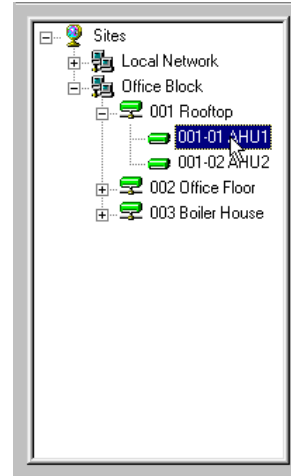 Sites
Local Network
Office Block
001 Rooftop
001-01 AHU1
001-02 AHU2
002 Office Floor
003 Boiler House